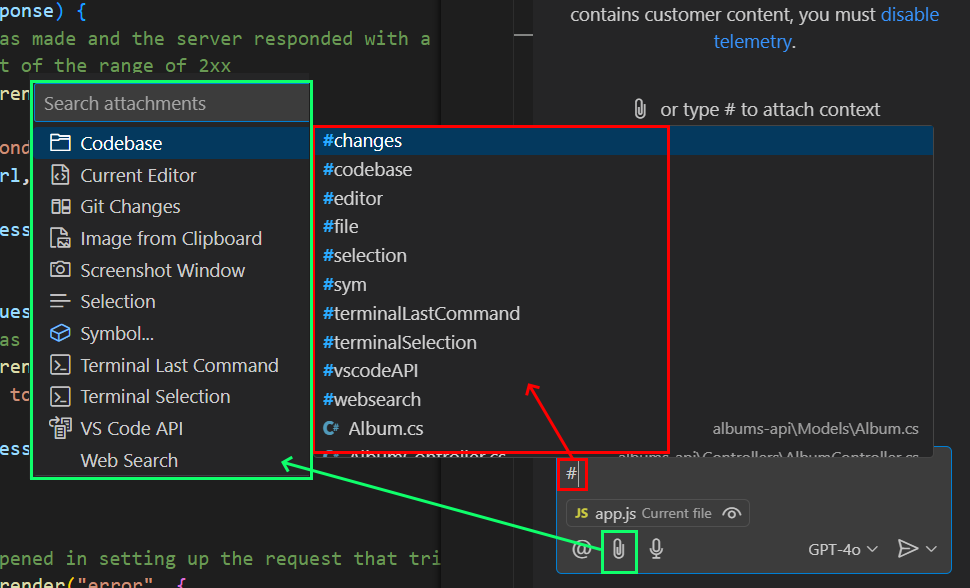 ponse) {
as made and the server responded with a
t of the range of 2xx
ren
ond
rl,
ess
ues
as
ren
to
ess
pened in setting up the request that tri
render("error", {
Search attachments
Codebase
Current Editor
Git Changes
Image from Clipboard
Screenshot Window
Selection
Symbol...
Terminal Last Command
Terminal Selection
VS Code API
Web Search
contains customer content, you must disable
telemetry.
or type # to attach context
#changes
#codebase
#editor
#file
#selection
#sym
#terminalLastCommand
#terminalSelection
#vscodeAPI
#websearch
C# Album.cs albums-api\Models\Album.cs
C# AlbumController.cs albums-api\Controllers\AlbumController.cs
#
JS app.js Current file
@ GPT-4o